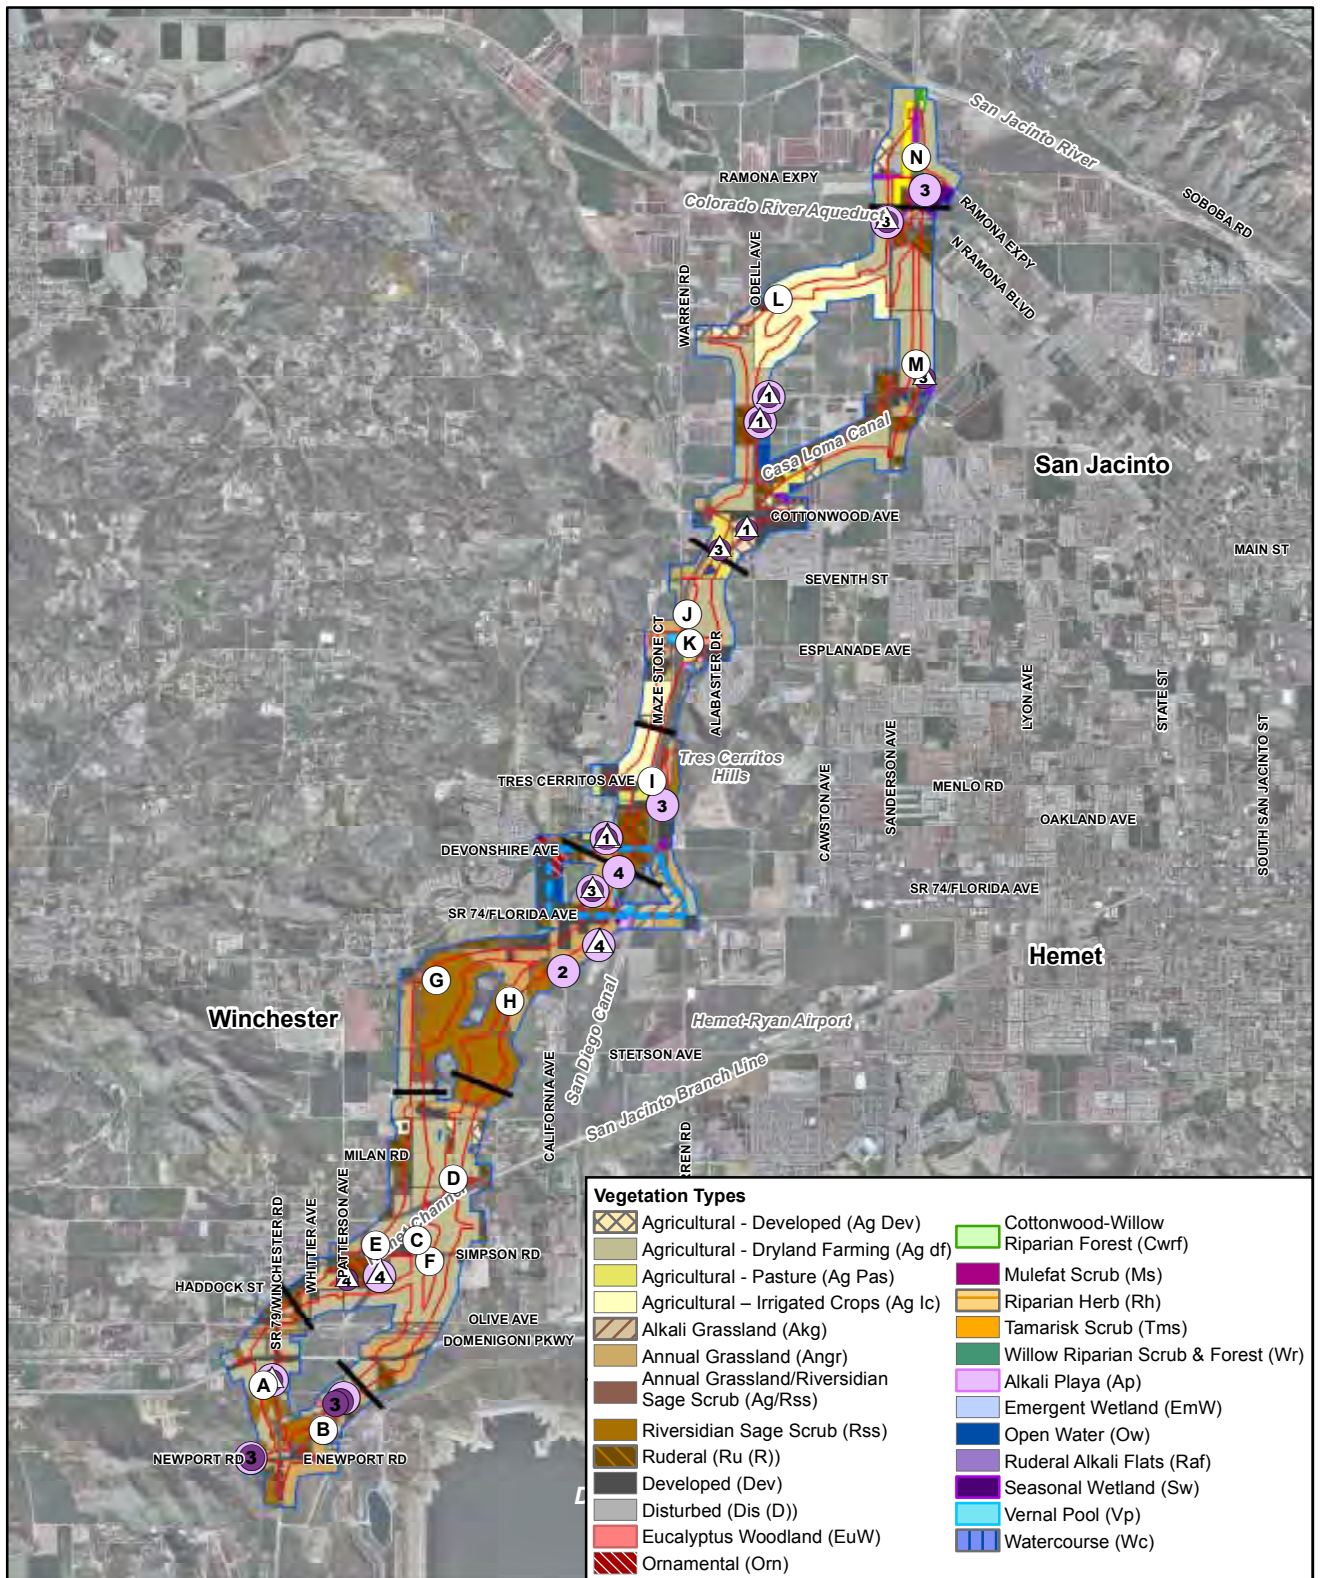 San Jacinto River
N
RAMONA EXPY
3
SOBOBA RD
Colorado River Aqueduct
3
RAMONA EXPY
N RAMONA BLVD
ODELL AVE
WARREN RD
L
M
3
1
1
Casa Loma Canal
San Jacinto
COTTONWOOD AVE
1
3
MAIN ST
SEVENTH ST
J
K
MAZE STONE CT
ALABASTER DR
ESPLANADE AVE
LYON AVE
STATE ST
SOUTH SAN JACINTO ST
Tres Cerritos
Hills
TRES CERRITOS AVE
I
3
CAWSTON AVE
SANDERSON AVE
MENLO RD
OAKLAND AVE
1
DEVONSHIRE AVE
4
3
SR 74/FLORIDA AVE
SR 74/FLORIDA AVE
4
2
G
H
Hemet
Winchester
San Diego Canal
Hemet-Ryan Airport
STETSON AVE
CALIFORNIA AVE
San Jacinto Branch Line
MILAN RD
D
C
E
F
4
4
SIMPSON RD
HADDOCK ST
WHITTIER AVE
PATTERSON AVE
SR 79/WINCHESTER RD
OLIVE AVE
DOMENIGONI PKWY
A
3
B
NEWPORT RD
3
E NEWPORT RD
Vegetation Types
Agricultural - Developed (Ag Dev)
Agricultural - Dryland Farming (Ag df)
Agricultural - Pasture (Ag Pas)
Agricultural – Irrigated Crops (Ag Ic)
Alkali Grassland (Akg)
Annual Grassland (Angr)
Annual Grassland/Riversidian
Sage Scrub (Ag/Rss)
Riversidian Sage Scrub (Rss)
Ruderal (Ru (R))
Developed (Dev)
Disturbed (Dis (D))
Eucalyptus Woodland (EuW)
Ornamental (Orn)
Cottonwood-Willow
Riparian Forest (Cwrf)
Mulefat Scrub (Ms)
Riparian Herb (Rh)
Tamarisk Scrub (Tms)
Willow Riparian Scrub & Forest (Wr)
Alkali Playa (Ap)
Emergent Wetland (EmW)
Open Water (Ow)
Ruderal Alkali Flats (Raf)
Seasonal Wetland (Sw)
Vernal Pool (Vp)
Watercourse (Wc)